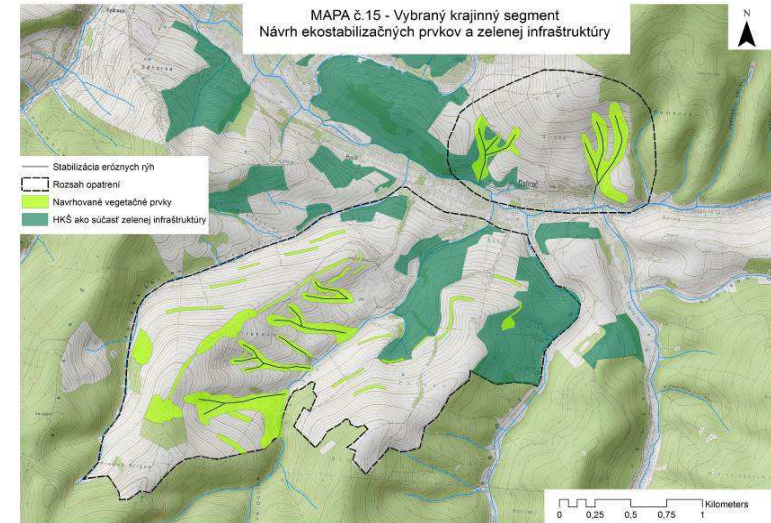 MAPA č.15 - Vybraný krajinný segment
Návrh ekostabilizačných prvkov a zelenej infraštruktúry
N
Stabilizácia eróznych rýh
Rozsah opatrení
Navrhované vegetačné prvky
HKŠ ako súčasť zelenej infraštruktúry
Kilometers
0 0,25 0,5 0,75 1